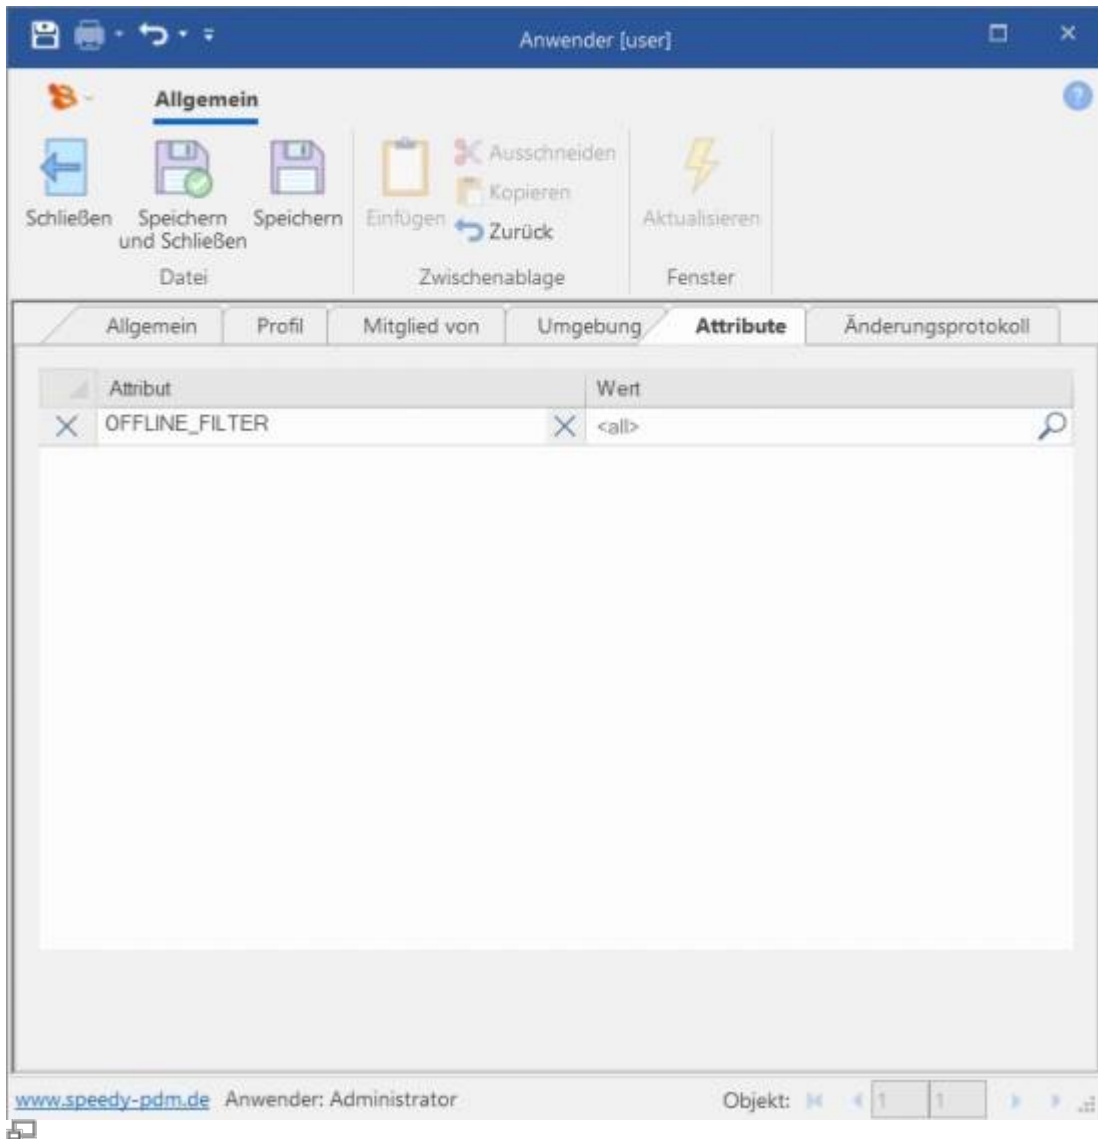 Anwender [user]
Allgemein
Schließen
Speichern
und Schließen
Speichern
Einfügen
Ausschneiden
Kopieren
Zurück
Aktualisieren
Datei
Zwischenablage
Fenster
Allgemein
Profil
Mitglied von
Umgebung
Attribute
Änderungsprotokoll
Attribut
Wert
OFFLINE_FILTER
<all>
www.speedy-pdm.de Anwender: Administrator
Objekt: 1 1